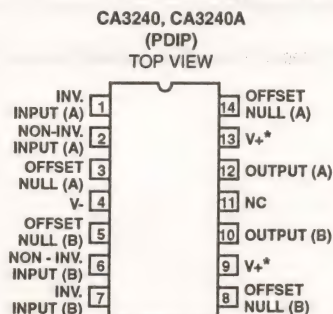 CA3240, CA3240A
(PDIP)
TOP VIEW
INV.
INPUT (A)
1
NON-INV.
INPUT (A)
2
OFFSET
NULL (A)
3
V-
4
OFFSET
NULL (B)
5
NON - INV.
INPUT (B)
6
INV.
INPUT (B)
7
14
OFFSET
NULL (A)
13
V+*
12
OUTPUT (A)
11
NC
10
OUTPUT (B)
9
V+*
8
OFFSET
NULL (B)